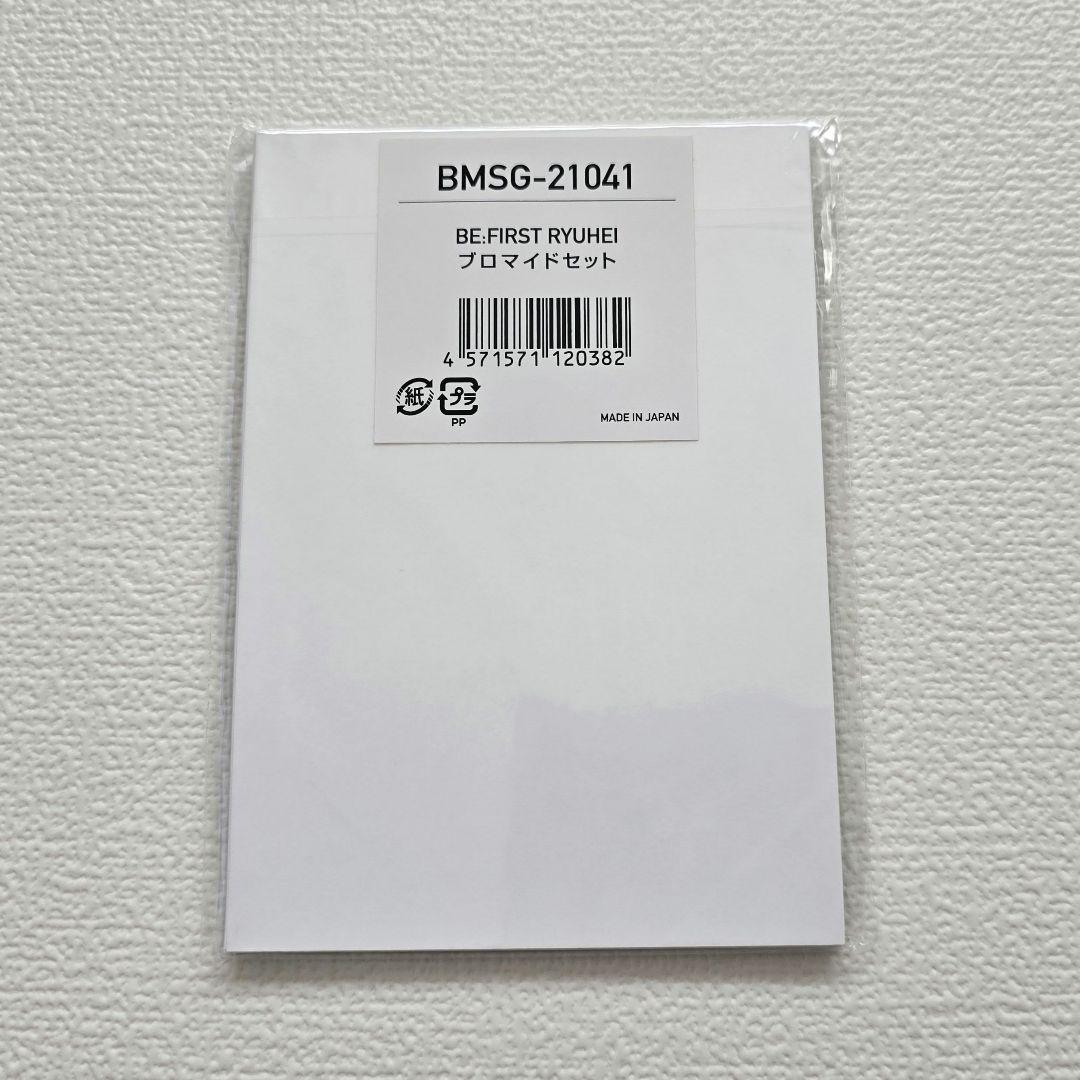 BMSG-21041
BE:FIRST RYUHEI
ブロマイドセット
4 571571 120382
紙 プラ
PP
MADE IN JAPAN